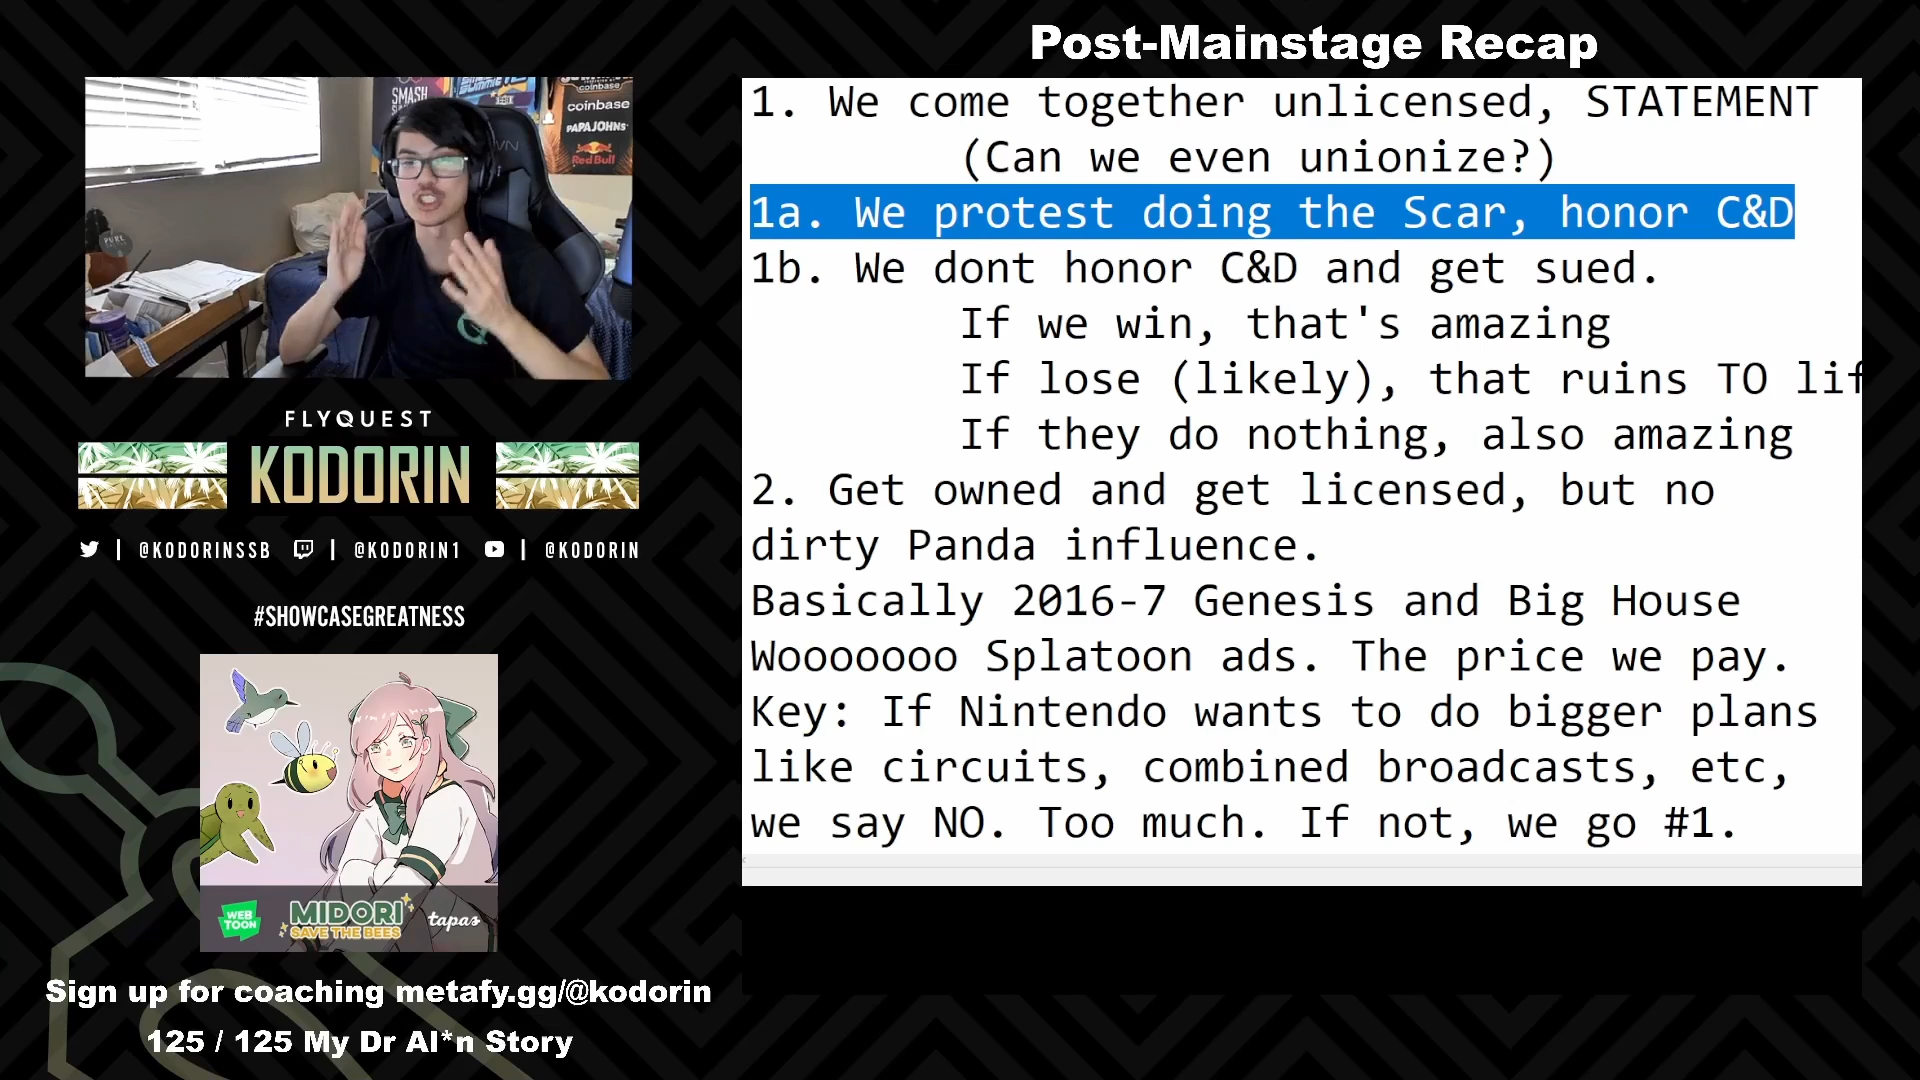 Post-Mainstage Recap
SMASH
coinbase
coinbase
PAPAJOHNS
Red Bull
1. We come together unlicensed, STATEMENT
(Can we even unionize?)
1a. We protest doing the Scar, honor C&D
1b. We dont honor C&D and get sued.
If we win, that's amazing
If lose (likely), that ruins TO lif
If they do nothing, also amazing
2. Get owned and get licensed, but no
dirty Panda influence.
Basically 2016-7 Genesis and Big House
Wooooooo Splatoon ads. The price we pay.
Key: If Nintendo wants to do bigger plans
like circuits, combined broadcasts, etc,
we say NO. Too much. If not, we go #1.
FLYQUEST
KODORIN
| @KODORINSSB | @KODORIN1 | @KODORIN
#SHOWCASEGREATNESS
WEB
TOON
MIDORI
SAVE THE BEES
tapas
Sign up for coaching metafy.gg/@kodorin
125 / 125 My Dr Al*n Story